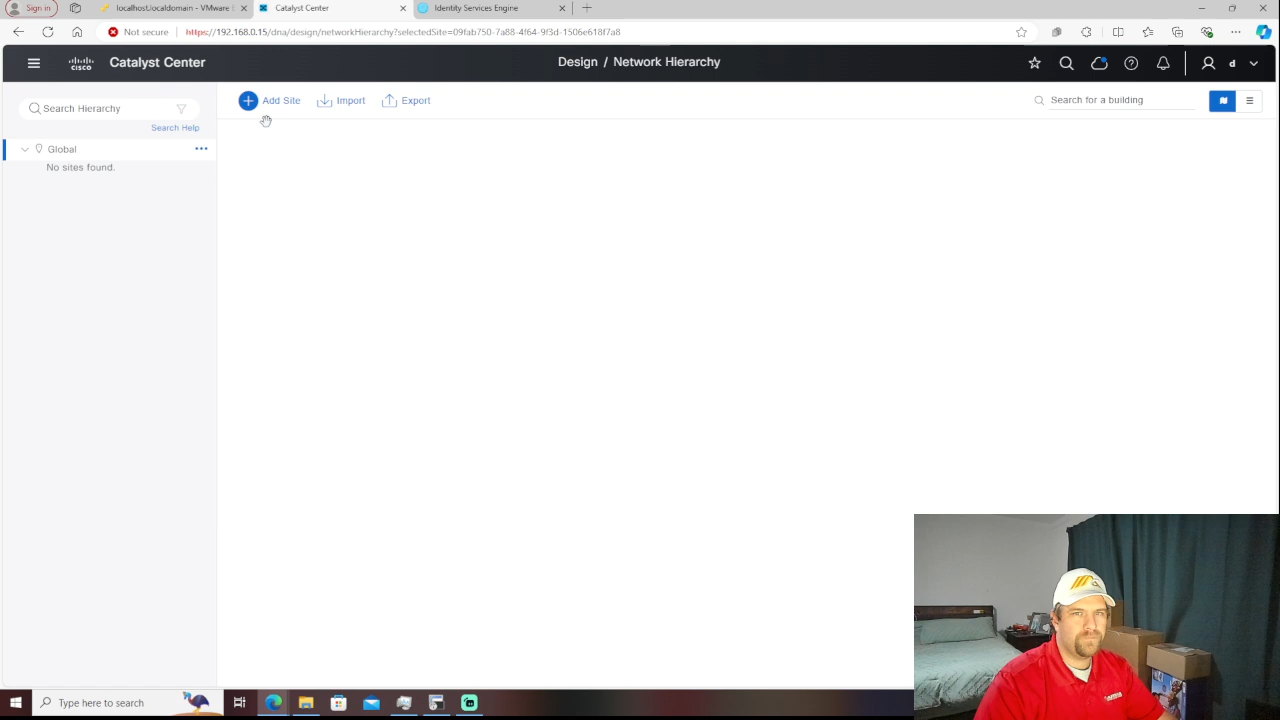 Sign in
localhost.localdomain - VMware
Catalyst Center
Identity Services Engine
Not secure
https://192.168.0.15/dna/design/networkHierarchy?selectedSite=09fab750-7a88-4f64-9f3d-1506e618f7a8
CISCO
Catalyst Center
Design / Network Hierarchy
d
Search Hierarchy
Add Site
Import
Export
Search for a building
Search Help
Global
No sites found.
Type here to search